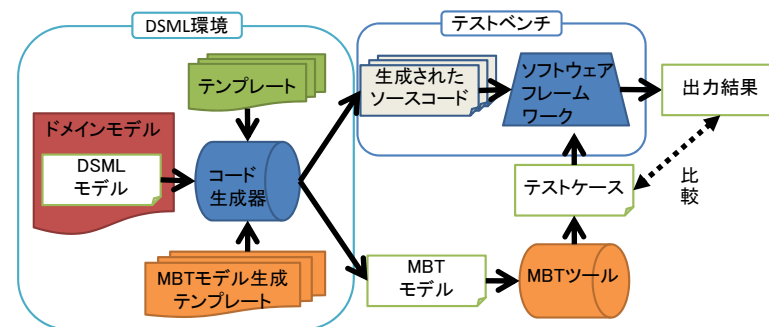 DSML環境
テストベンチ
テンプレート
生成された
ソースコード
ソフトウェア
フレーム
ワーク
出力結果
ドメインモデル
DSML
モデル
コード
生成器
テストケース
比
較
MBTモデル生成
テンプレート
MBT
モデル
MBTツール